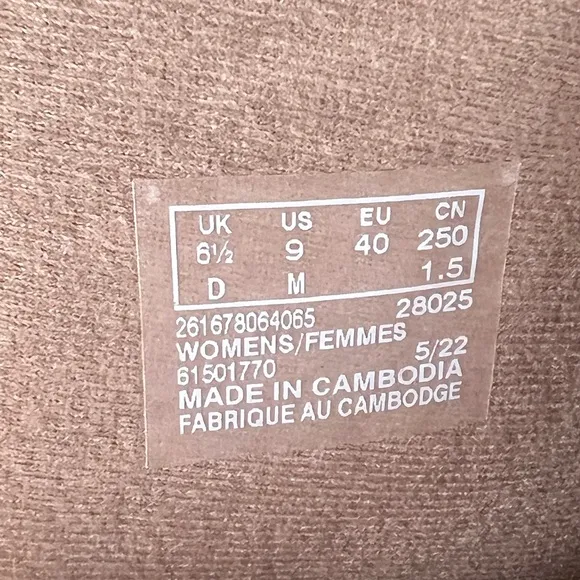 UK US EU CN
6½ 9 40 250
D M 1.5
261678064065 28025
WOMENS/FEMMES
61501770 5/22
MADE IN CAMBODIA
FABRIQUE AU CAMBODGE